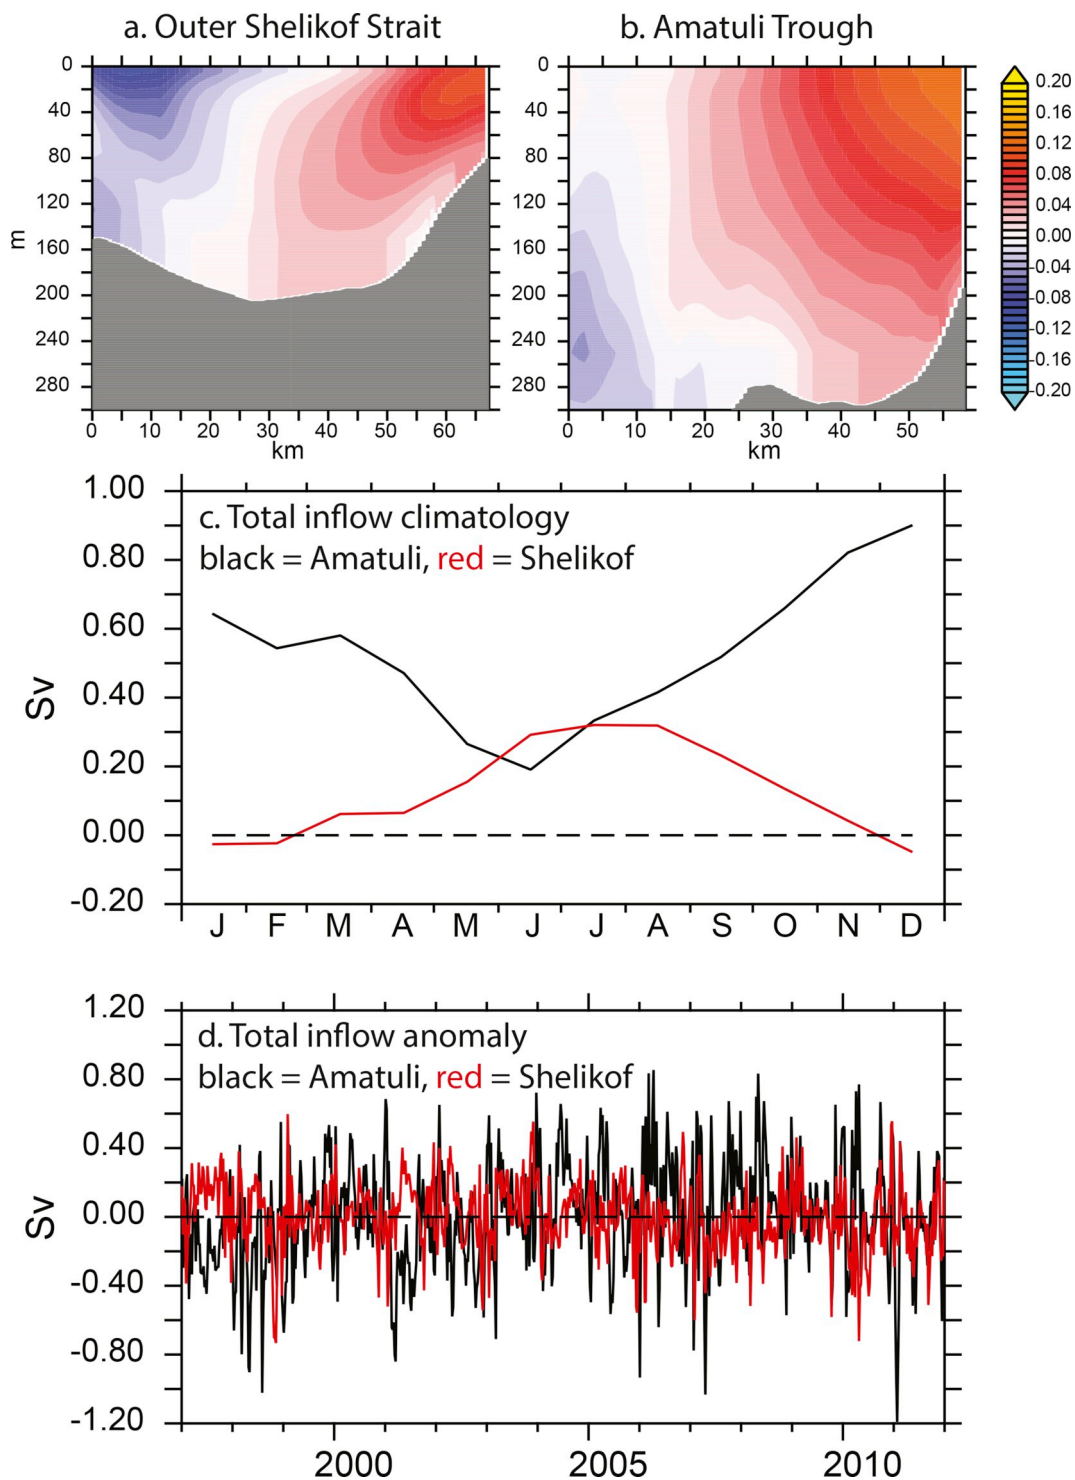 a. Outer Shelikof Strait
b. Amatuli Trough
0
40
80
120
160
200
240
280
m
0 10 20 30 40 50 60
km
0
40
80
120
160
200
240
280
0 10 20 30 40 50
km
0.20
0.16
0.12
0.08
0.04
0.00
-0.04
-0.08
-0.12
-0.16
-0.20
1.00
0.80
0.60
0.40
0.20
0.00
-0.20
Sv
c. Total inflow climatology
black = Amatuli, red = Shelikof
J F M A M J J A S O N D
1.20
0.80
0.40
0.00
-0.40
-0.80
-1.20
Sv
d. Total inflow anomaly
black = Amatuli, red = Shelikof
2000 2005 2010